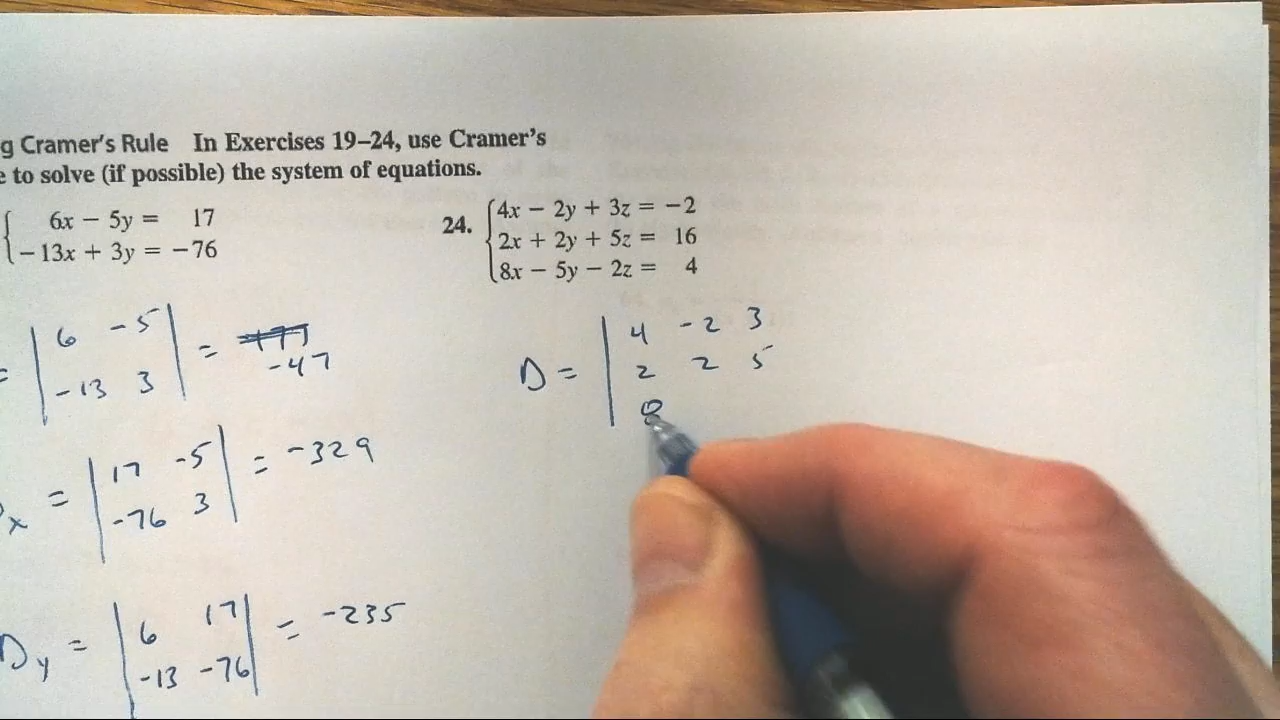 g Cramer's Rule In Exercises 19–24, use Cramer's
e to solve (if possible) the system of equations.
6x − 5y = 17
−13x + 3y = −76
= | 6 -5 | = -47
| -13 3 |
x = | 17 -5 | = -329
| -76 3 |
Dy = | 6 17 | = -235
| -13 -76 |
24. 4x − 2y + 3z = −2
2x + 2y + 5z = 16
8x − 5y − 2z = 4
D = | 4 -2 3
2 2 5
8